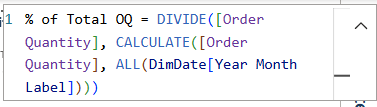 1 % of Total OQ = DIVIDE([Order
Quantity], CALCULATE([Order
Quantity], ALL(DimDate[Year Month
Label])))